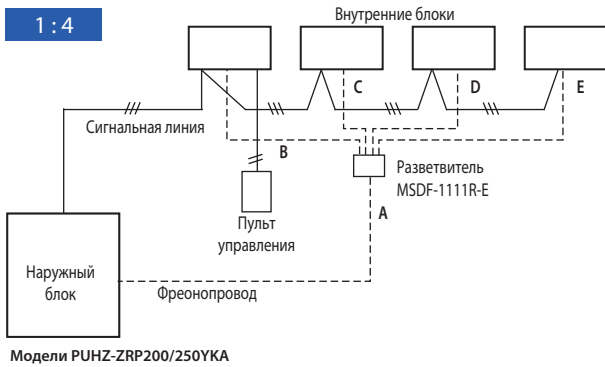 1 : 4
Внутренние блоки
C
D
E
Сигнальная линия
B
Разветвитель
MSDF-1111R-E
A
Пульт
управления
Наружный
блок
Фреонопровод
Модели PUHZ-ZRP200/250YKA